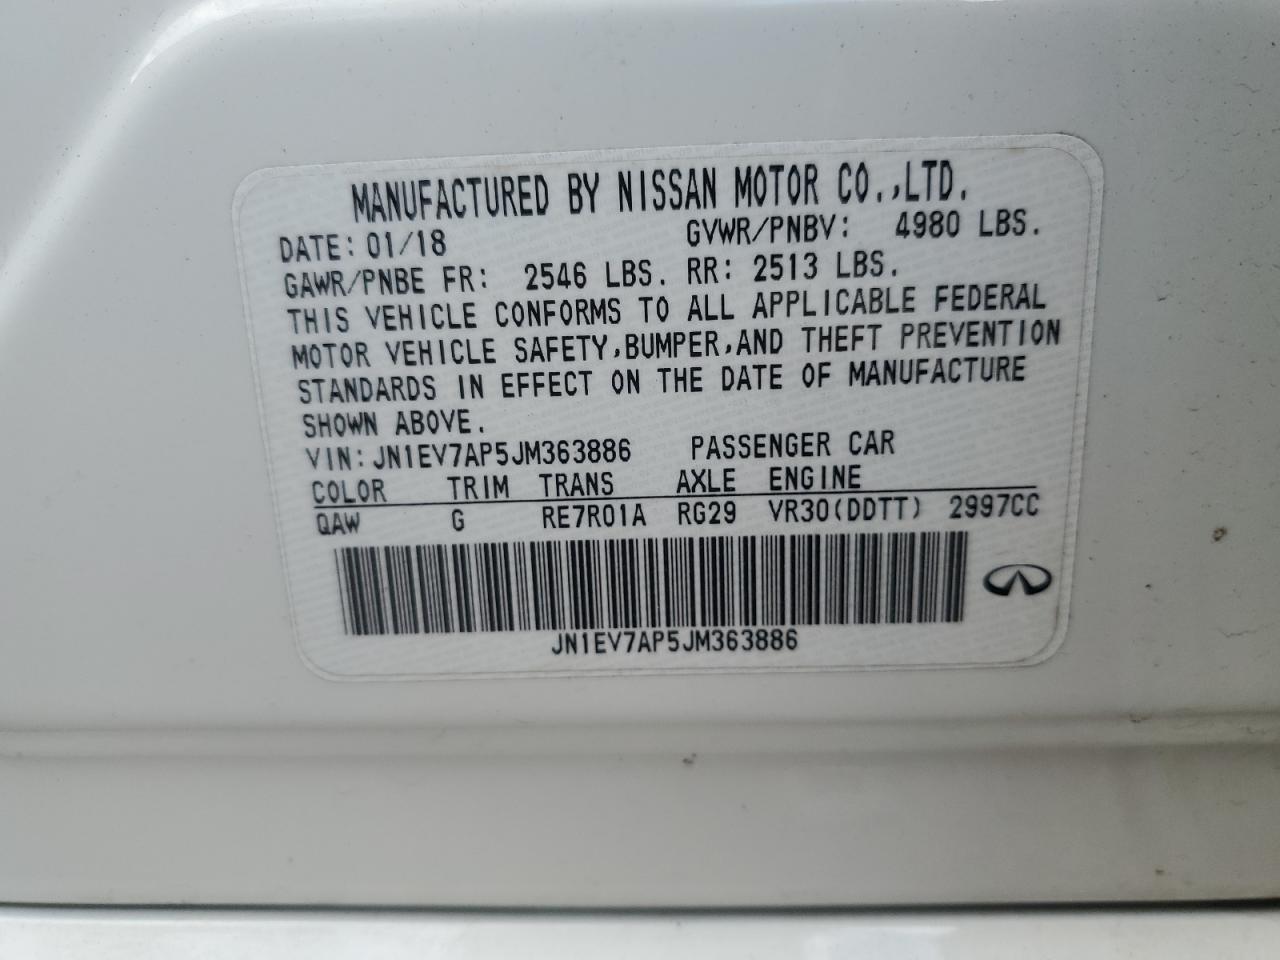 MANUFACTURED BY NISSAN MOTOR CO.,LTD.
DATE: 01/18 GVWR/PNBV: 4980 LBS.
GAWR/PNBE FR: 2546 LBS. RR: 2513 LBS.
THIS VEHICLE CONFORMS TO ALL APPLICABLE FEDERAL
MOTOR VEHICLE SAFETY,BUMPER,AND THEFT PREVENTION
STANDARDS IN EFFECT ON THE DATE OF MANUFACTURE
SHOWN ABOVE.
VIN:JN1EV7AP5JM363886 PASSENGER CAR
COLOR TRIM TRANS AXLE ENGINE
QAW G RE7R01A RG29 VR30(DDTT) 2997CC
JN1EV7AP5JM363886